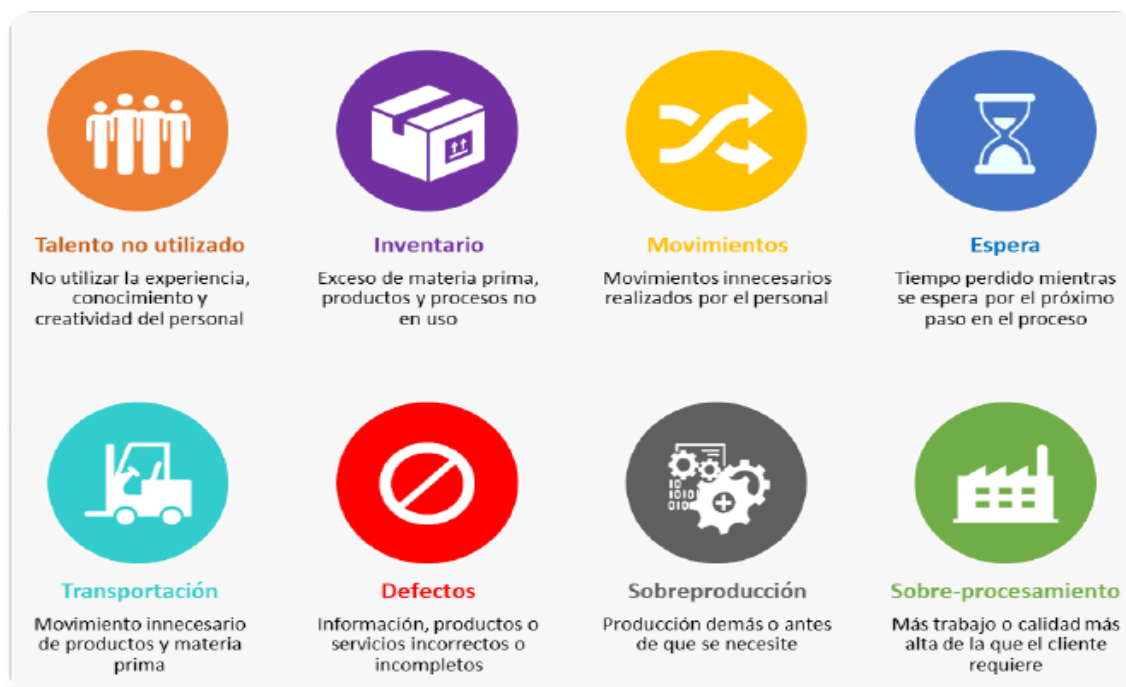 Talento no utilizado
No utilizar la experiencia,
conocimiento y
creatividad del personal
Inventario
Exceso de materia prima,
productos y procesos no
en uso
Movimientos
Movimientos innecesarios
realizados por el personal
Espera
Tiempo perdido mientras
se espera por el próximo
paso en el proceso
Transportación
Movimiento innecesario
de productos y materia
prima
Defectos
Información, productos o
servicios incorrectos o
incompletos
10
1010
010
Sobreproducción
Producción demás o antes
de que se necesite
Sobre-procesamiento
Más trabajo o calidad más
alta de la que el cliente
requiere